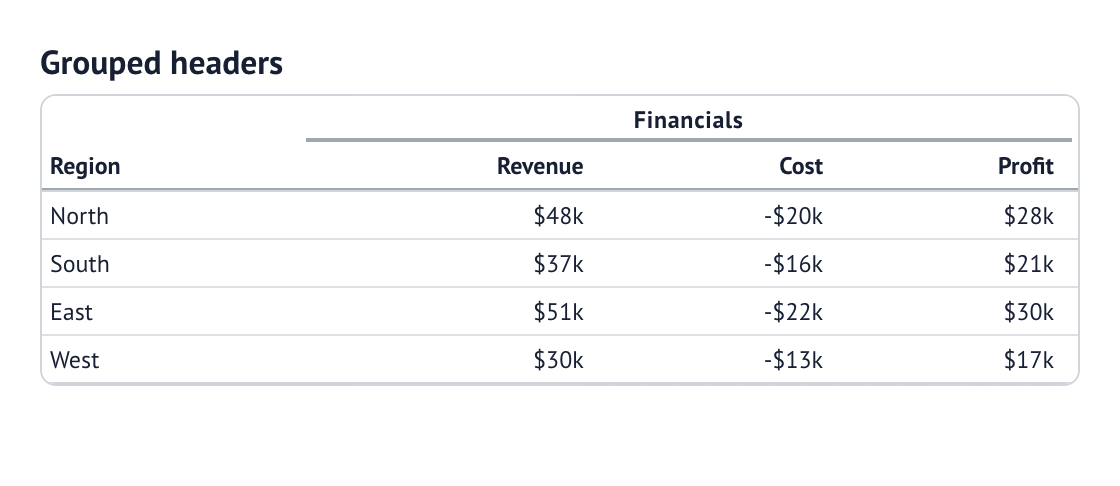 Grouped headers
Financials
Region Revenue Cost Profit
North $48k -$20k $28k
South $37k -$16k $21k
East $51k -$22k $30k
West $30k -$13k $17k